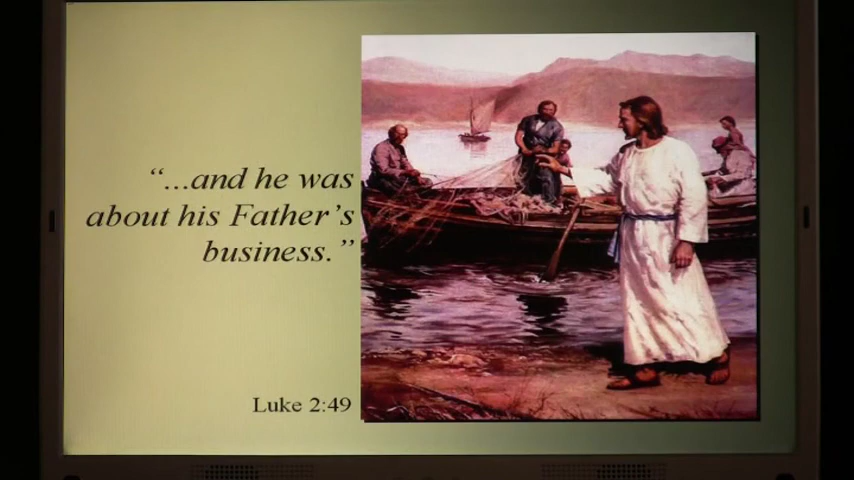 “...and he was
about his Father’s
business.”
Luke 2:49